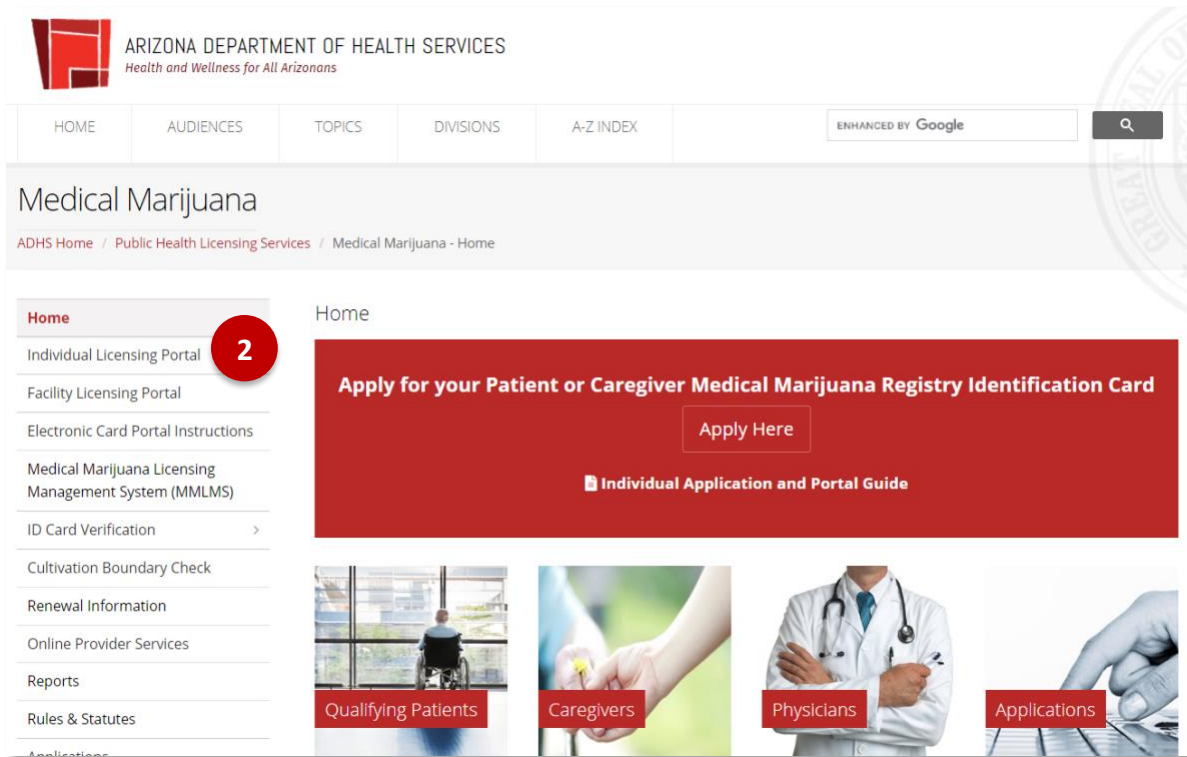 ARIZONA DEPARTMENT OF HEALTH SERVICES
Health and Wellness for All Arizonans
HOME
AUDIENCES
TOPICS
DIVISIONS
A-Z INDEX
ENHANCED BY Google
Medical Marijuana
ADHS Home / Public Health Licensing Services / Medical Marijuana - Home
Home
Individual Licensing Portal
2
Facility Licensing Portal
Electronic Card Portal Instructions
Medical Marijuana Licensing
Management System (MMLMS)
ID Card Verification
Cultivation Boundary Check
Renewal Information
Online Provider Services
Reports
Rules & Statutes
Applications
Home
Apply for your Patient or Caregiver Medical Marijuana Registry Identification Card
Apply Here
Individual Application and Portal Guide
Qualifying Patients
Caregivers
Physicians
Applications
GREAT SEAL OF